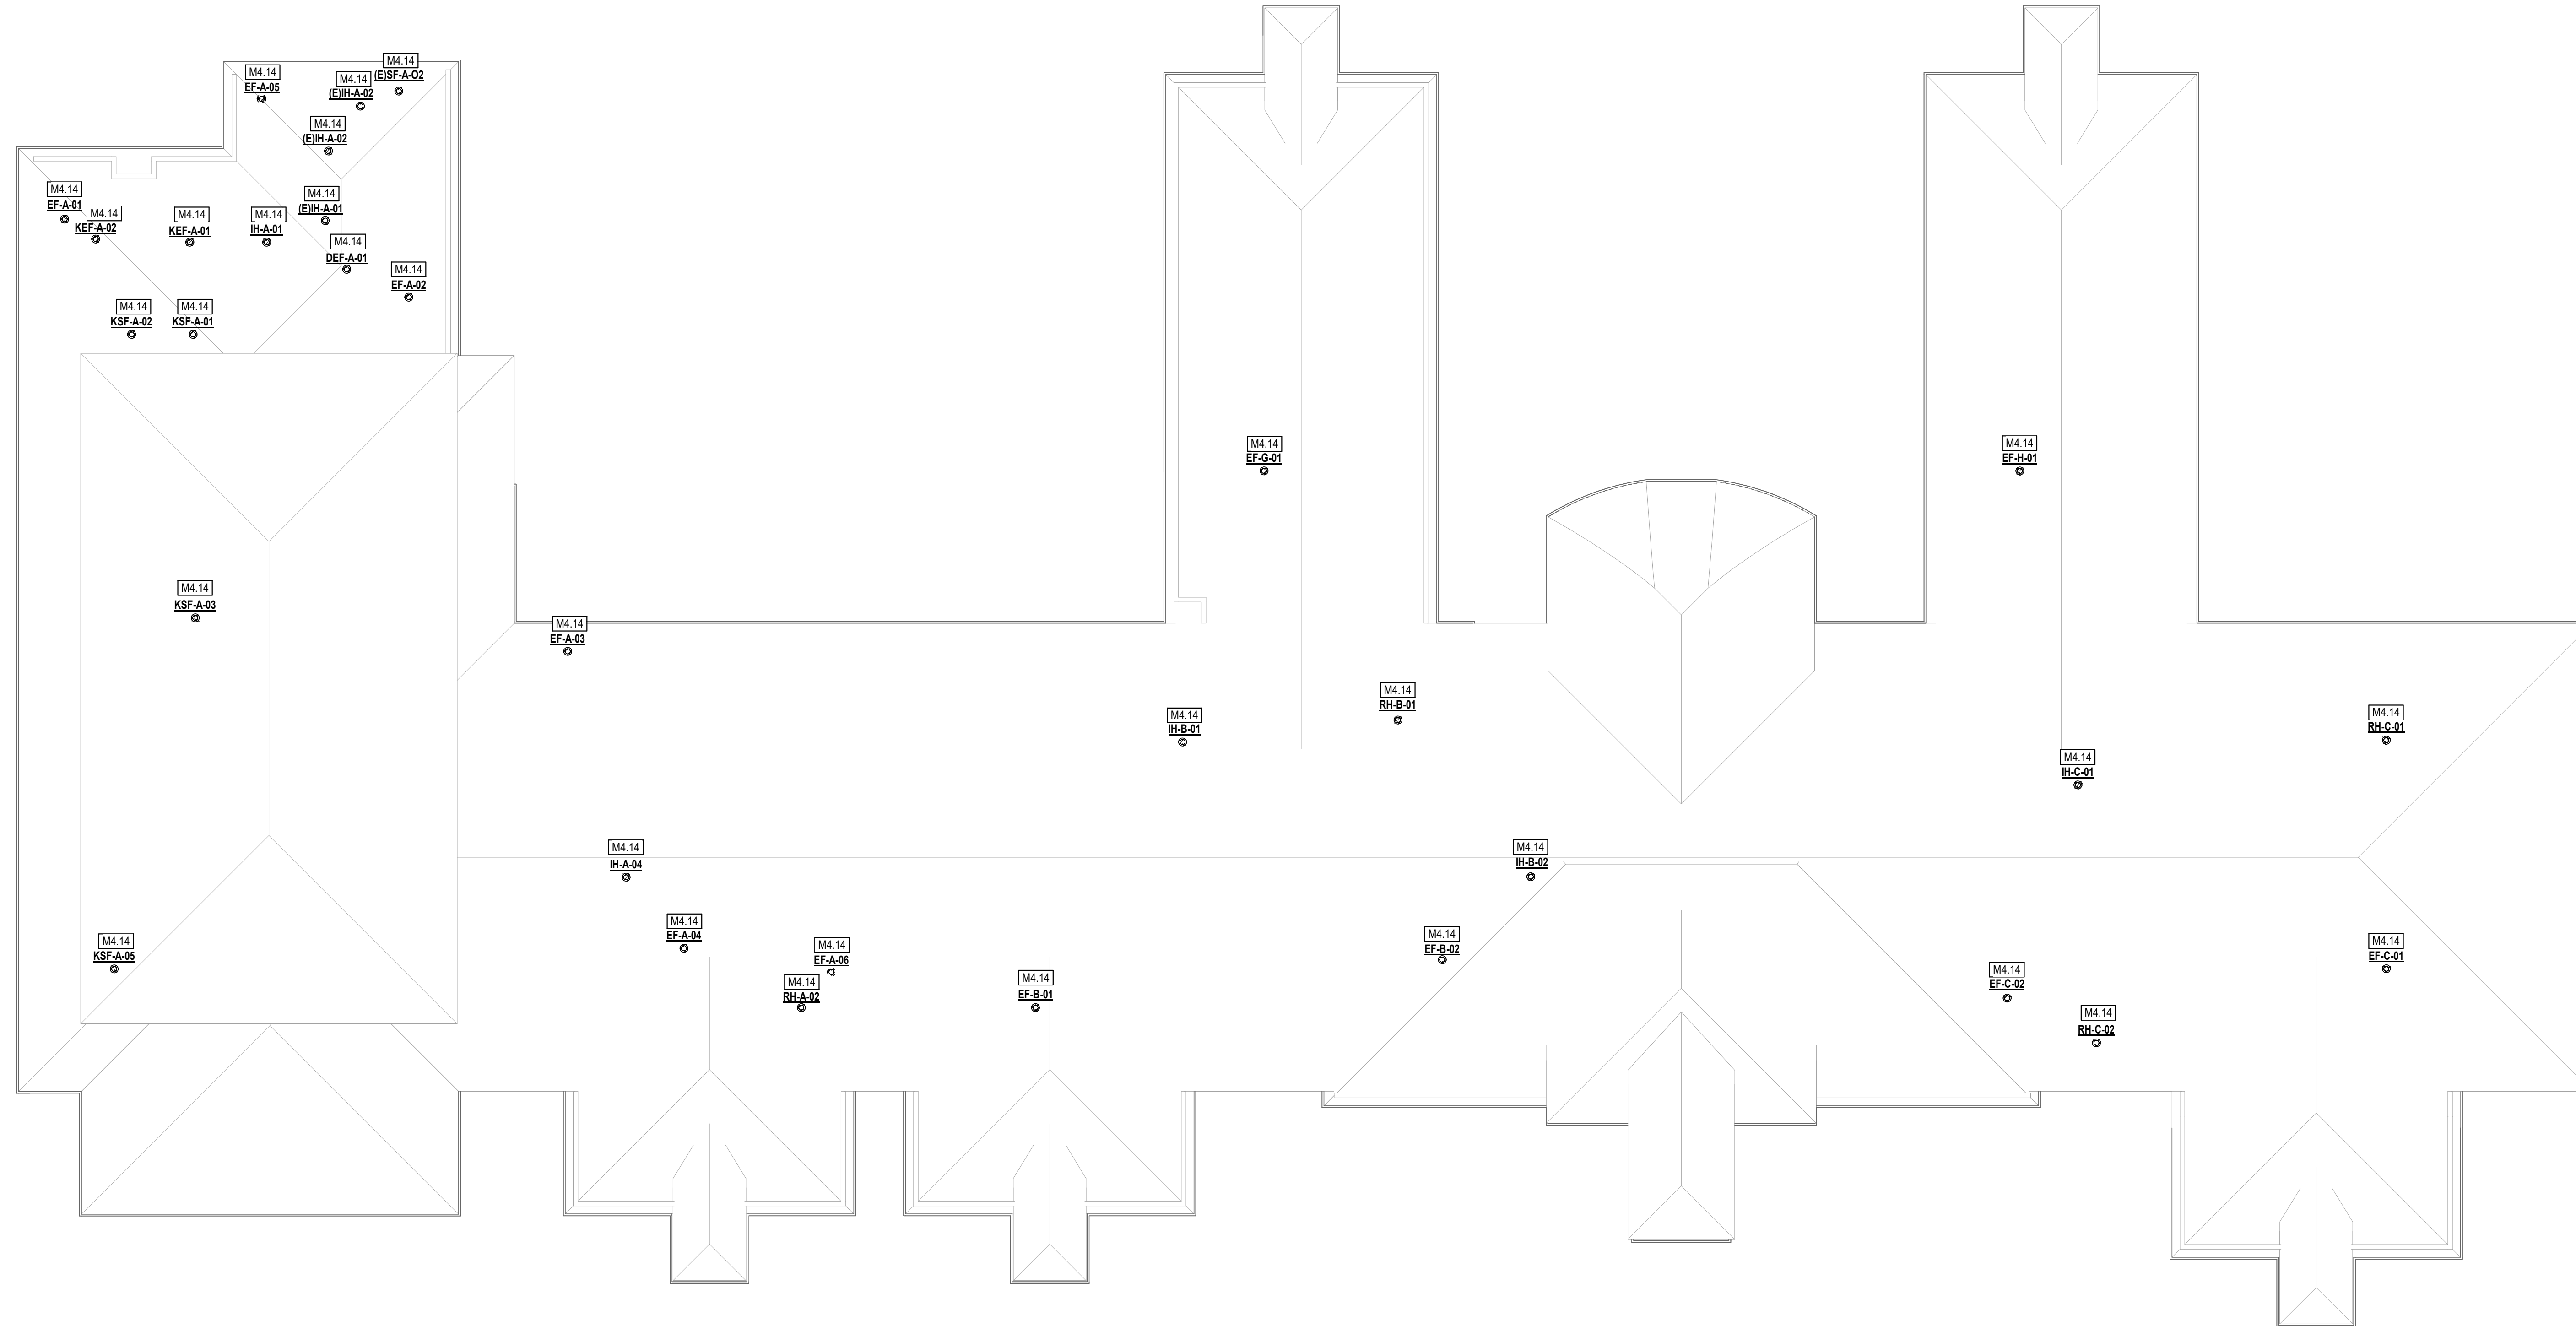 M4.14
(E)SF-A-O2
M4.14
EF-A-05
M4.14
(E)IH-A-02
M4.14
(E)IH-A-02
M4.14
EF-A-01
M4.14
(E)IH-A-01
M4.14
KEF-A-02
M4.14
KEF-A-01
M4.14
IH-A-01
M4.14
DEF-A-01
M4.14
EF-A-02
M4.14
KSF-A-02
M4.14
KSF-A-01
M4.14
EF-G-01
M4.14
EF-H-01
M4.14
KSF-A-03
M4.14
EF-A-03
M4.14
RH-B-01
M4.14
IH-B-01
M4.14
RH-C-01
M4.14
IH-C-01
M4.14
IH-A-04
M4.14
IH-B-02
M4.14
EF-A-04
M4.14
EF-B-02
M4.14
KSF-A-05
M4.14
EF-A-06
M4.14
EF-C-01
M4.14
RH-A-02
M4.14
EF-B-01
M4.14
EF-C-02
M4.14
RH-C-02